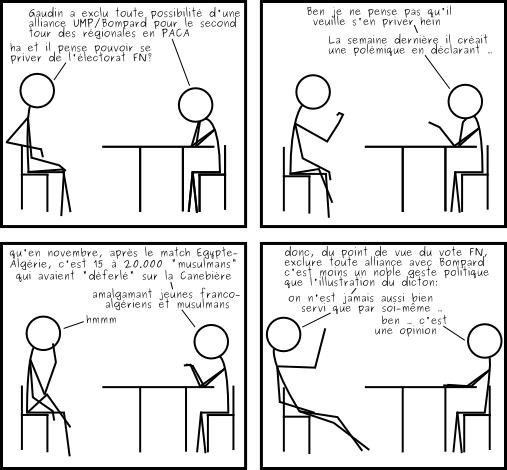 Gaudin a exclu toute possibilité d'une
alliance UMP/Bompard pour le second
tour des régionales en PACA
ha et il pense pouvoir se
priver de l'électorat FN?
Ben je ne pense pas qu'il
veuille s'en priver hein
La semaine dernière il créait
une polémique en déclarant ..
qu'en novembre, après le match Egypte-
Algérie, c'est 15 à 20.000 "musulmans"
qui avaient "déferlé" sur la Canebière
amalgamant jeunes franco-
algériens et musulmans
hmmm
donc, du point de vue du vote FN,
exclure toute alliance avec Bompard
c'est moins un noble geste politique
que l'illustration du dicton:
on n'est jamais aussi bien
servi que par soi-même ..
ben .. c'est
une opinion